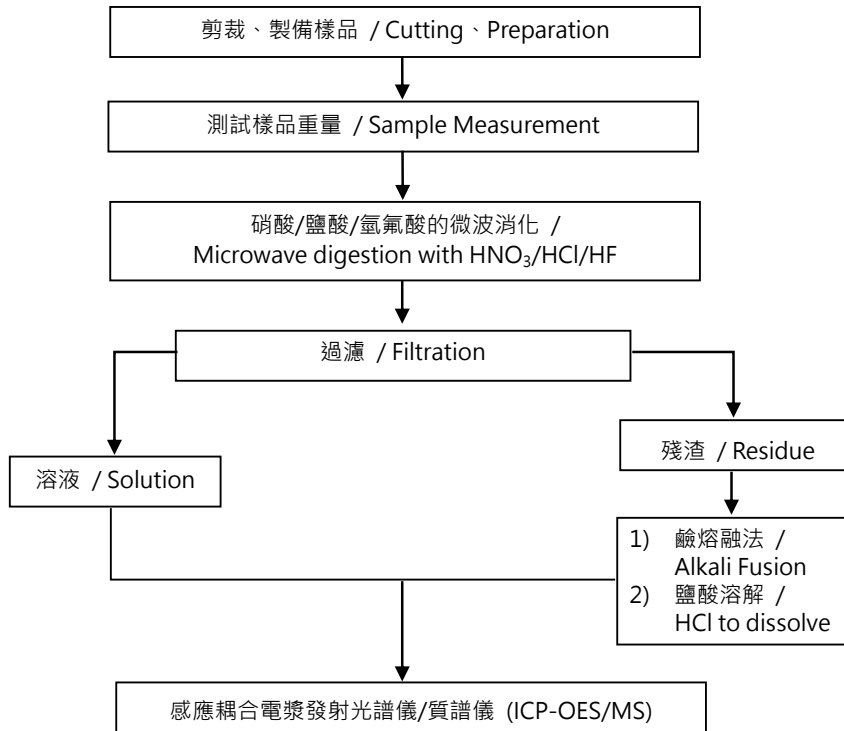 剪裁、製備樣品 / Cutting、Preparation
測試樣品重量 / Sample Measurement
硝酸/鹽酸/氫氟酸的微波消化 /
Microwave digestion with HNO₃/HCl/HF
過濾 / Filtration
溶液 / Solution
殘渣 / Residue
1) 鹼熔融法 /
Alkali Fusion
2) 鹽酸溶解 /
HCl to dissolve
感應耦合電漿發射光譜儀/質譜儀 (ICP-OES/MS)